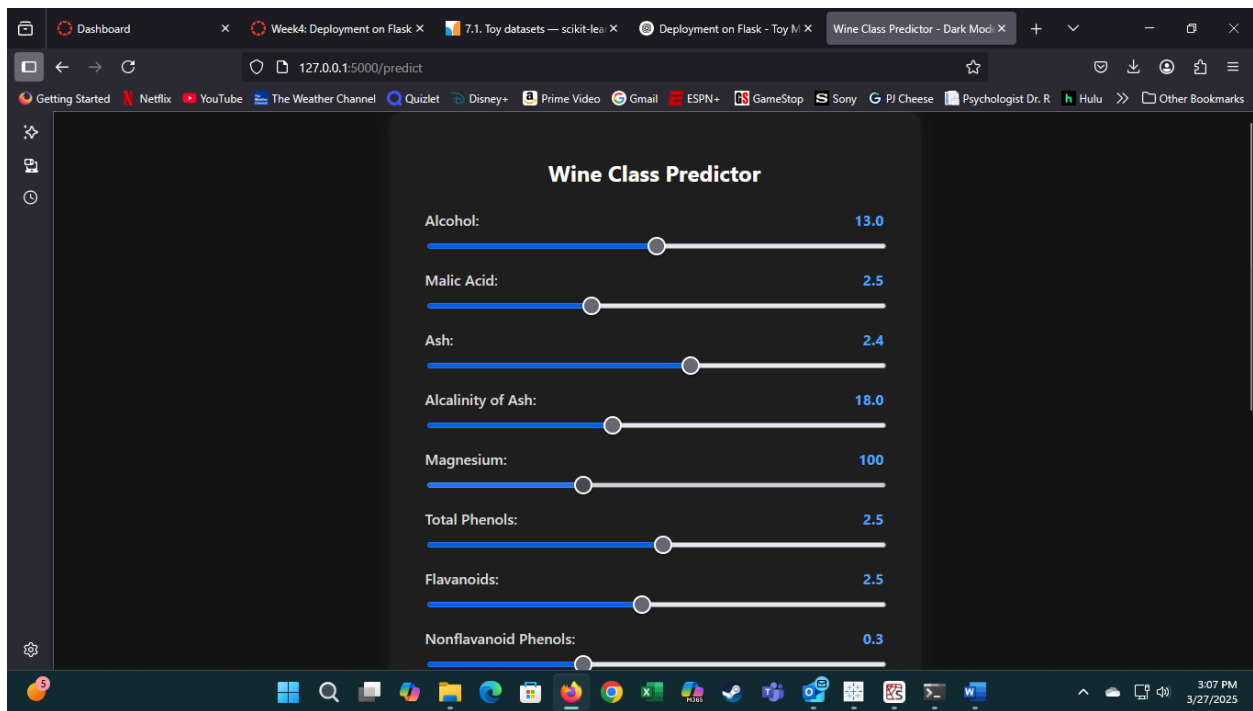 Dashboard
Week4: Deployment on Flask
7.1. Toy datasets — scikit-lea
Deployment on Flask - Toy M
Wine Class Predictor - Dark Mode
127.0.0.1:5000/predict
Getting Started Netflix YouTube The Weather Channel Quizlet Disney+ Prime Video Gmail ESPN+ GameStop Sony PJ Cheese Psychologist Dr. R Hulu Other Bookmarks
Wine Class Predictor
Alcohol: 13.0
Malic Acid: 2.5
Ash: 2.4
Alcalinity of Ash: 18.0
Magnesium: 100
Total Phenols: 2.5
Flavanoids: 2.5
Nonflavanoid Phenols: 0.3
5
M365
3:07 PM
3/27/2025